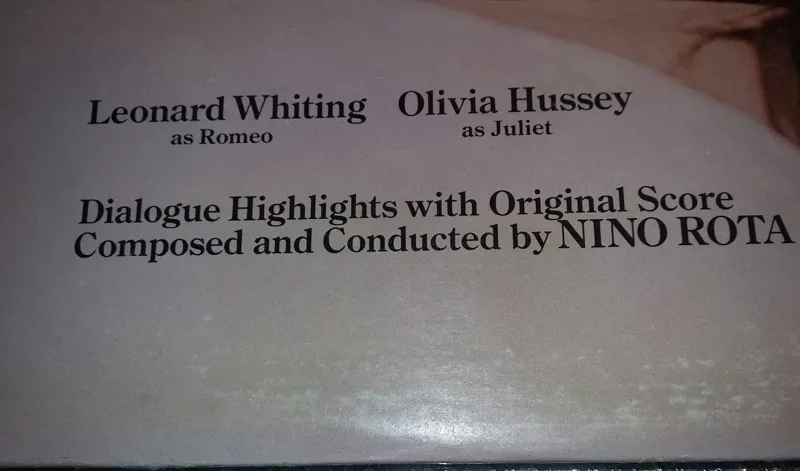 Leonard Whiting Olivia Hussey
as Romeo as Juliet
Dialogue Highlights with Original Score
Composed and Conducted by NINO ROTA